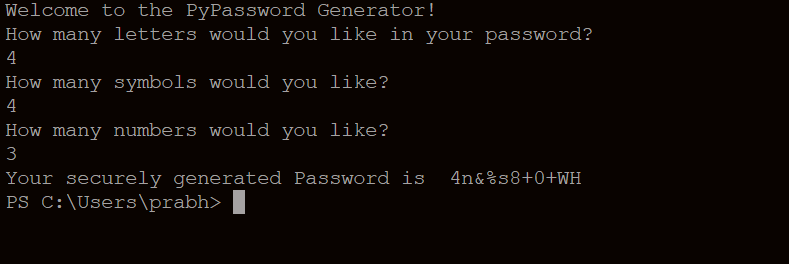 Welcome to the PyPassword Generator!
How many letters would you like in your password?
4
How many symbols would you like?
4
How many numbers would you like?
3
Your securely generated Password is  4n&%s8+0+WH
PS C:\Users\prabh>